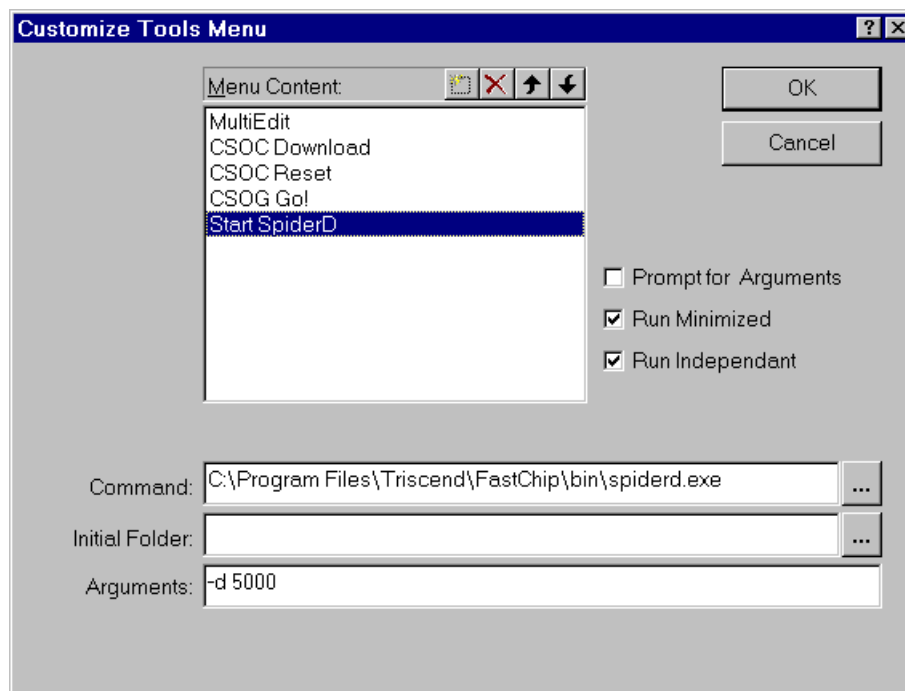 Customize Tools Menu
Menu Content:
OK
MultiEdit
CSOC Download
CSOC Reset
CSOG Go!
Start SpiderD
Cancel
Prompt for Arguments
Run Minimized
Run Independant
Command: C:\Program Files\Triscend\FastChip\bin\spiderd.exe ...
Initial Folder: ...
Arguments: -d 5000